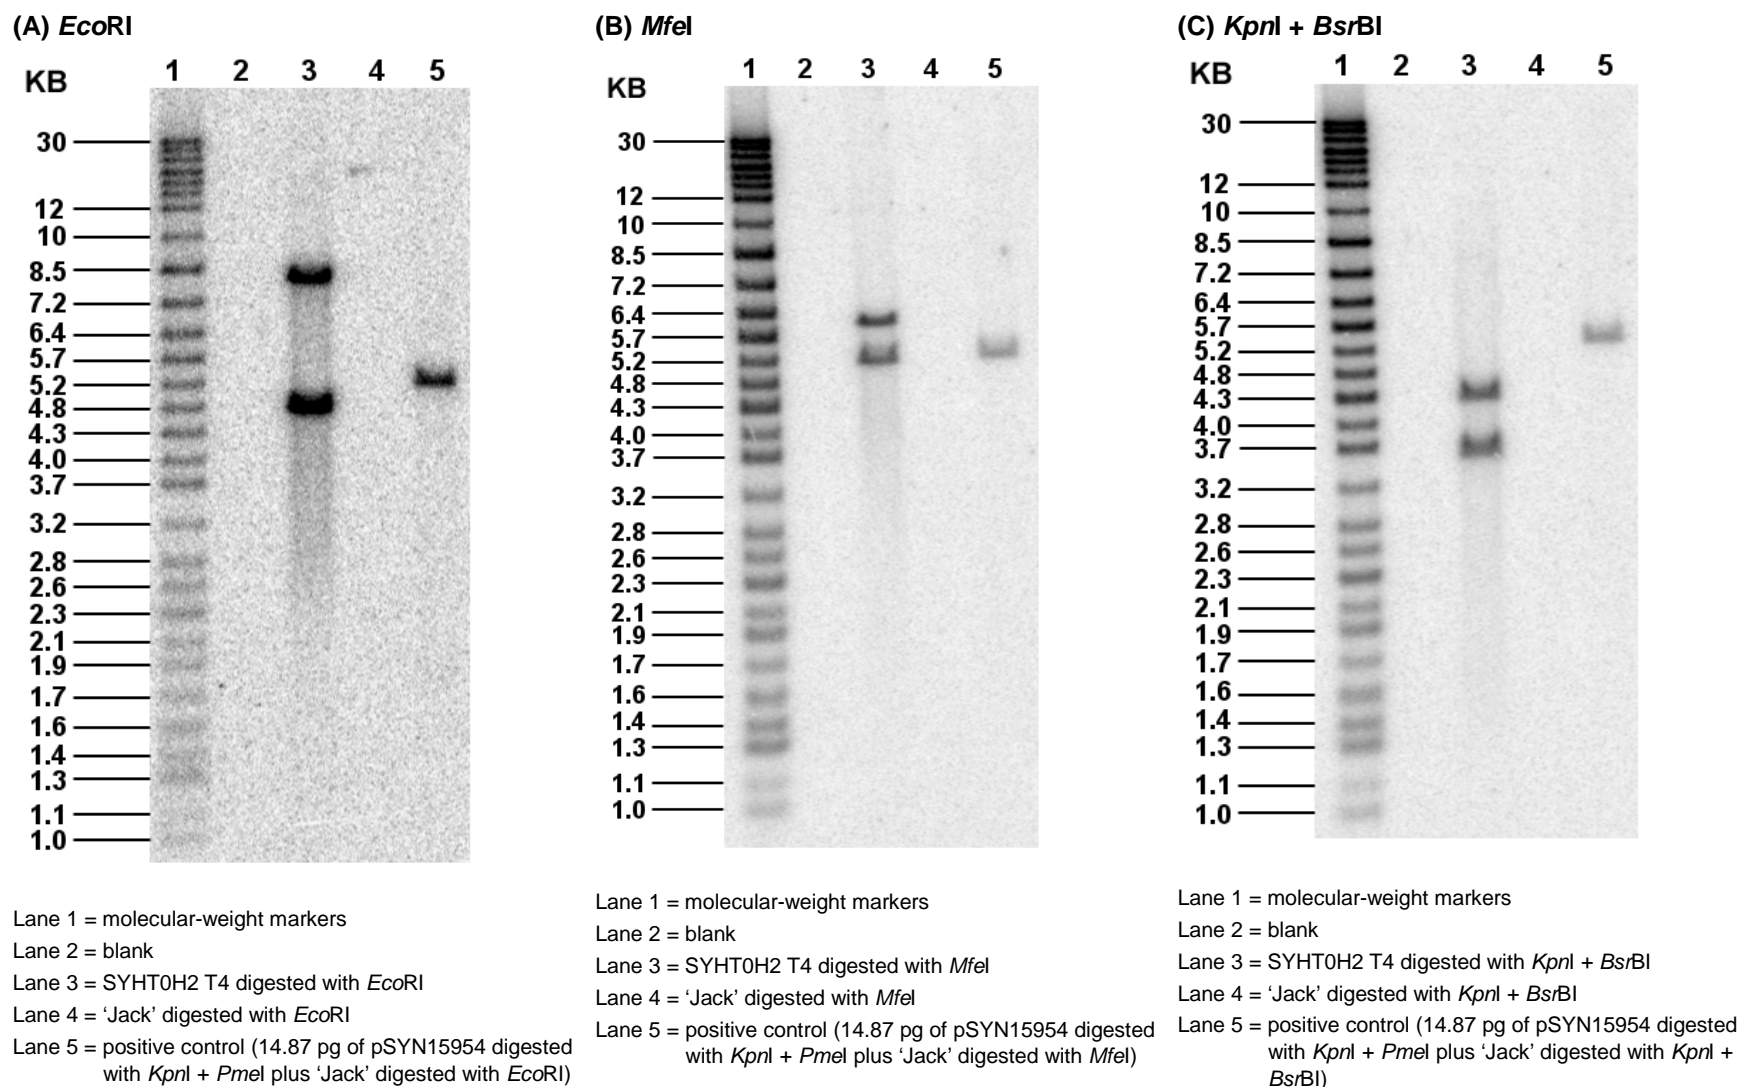 (A) EcoRI
KB
1 2 3 4 5
30
12
10
8.5
7.2
6.4
5.7
5.2
4.8
4.3
4.0
3.7
3.2
2.8
2.6
2.3
2.1
1.9
1.7
1.6
1.4
1.3
1.1
1.0
Lane 1 = molecular-weight markers
Lane 2 = blank
Lane 3 = SYHT0H2 T4 digested with EcoRI
Lane 4 = ‘Jack’ digested with EcoRI
Lane 5 = positive control (14.87 pg of pSYN15954 digested
with KpnI + PmeI plus ‘Jack’ digested with EcoRI)
(B) MfeI
KB
1 2 3 4 5
30
12
10
8.5
7.2
6.4
5.7
5.2
4.8
4.3
4.0
3.7
3.2
2.8
2.6
2.3
2.1
1.9
1.7
1.6
1.4
1.3
1.1
1.0
Lane 1 = molecular-weight markers
Lane 2 = blank
Lane 3 = SYHT0H2 T4 digested with MfeI
Lane 4 = ‘Jack’ digested with MfeI
Lane 5 = positive control (14.87 pg of pSYN15954 digested
with KpnI + PmeI plus ‘Jack’ digested with MfeI)
(C) KpnI + BsrBI
KB
1 2 3 4 5
30
12
10
8.5
7.2
6.4
5.7
5.2
4.8
4.3
4.0
3.7
3.2
2.8
2.6
2.3
2.1
1.9
1.7
1.6
1.4
1.3
1.1
1.0
Lane 1 = molecular-weight markers
Lane 2 = blank
Lane 3 = SYHT0H2 T4 digested with KpnI + BsrBI
Lane 4 = ‘Jack’ digested with KpnI + BsrBI
Lane 5 = positive control (14.87 pg of pSYN15954 digested
with KpnI + PmeI plus ‘Jack’ digested with KpnI +
BsrBI)